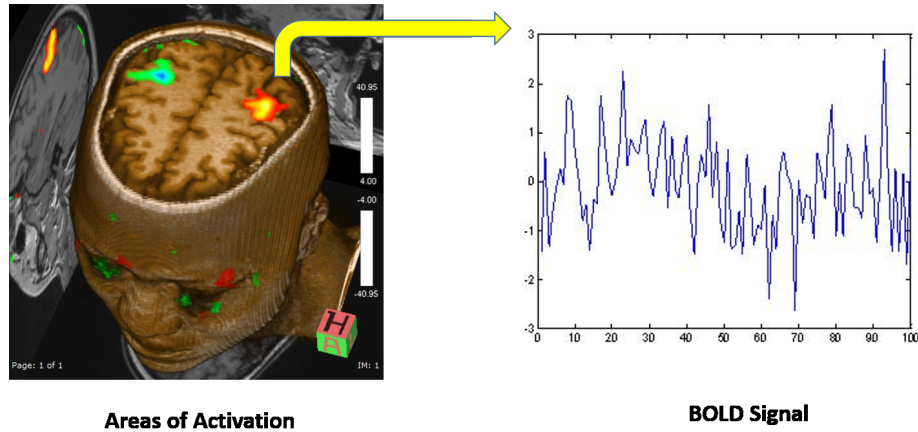 40.95
4.00
-4.00
-40.95
H
A
Page: 1 of 1
IM: 1
Areas of Activation
3
2
1
0
-1
-2
-3
0 10 20 30 40 50 60 70 80 90 100
BOLD Signal